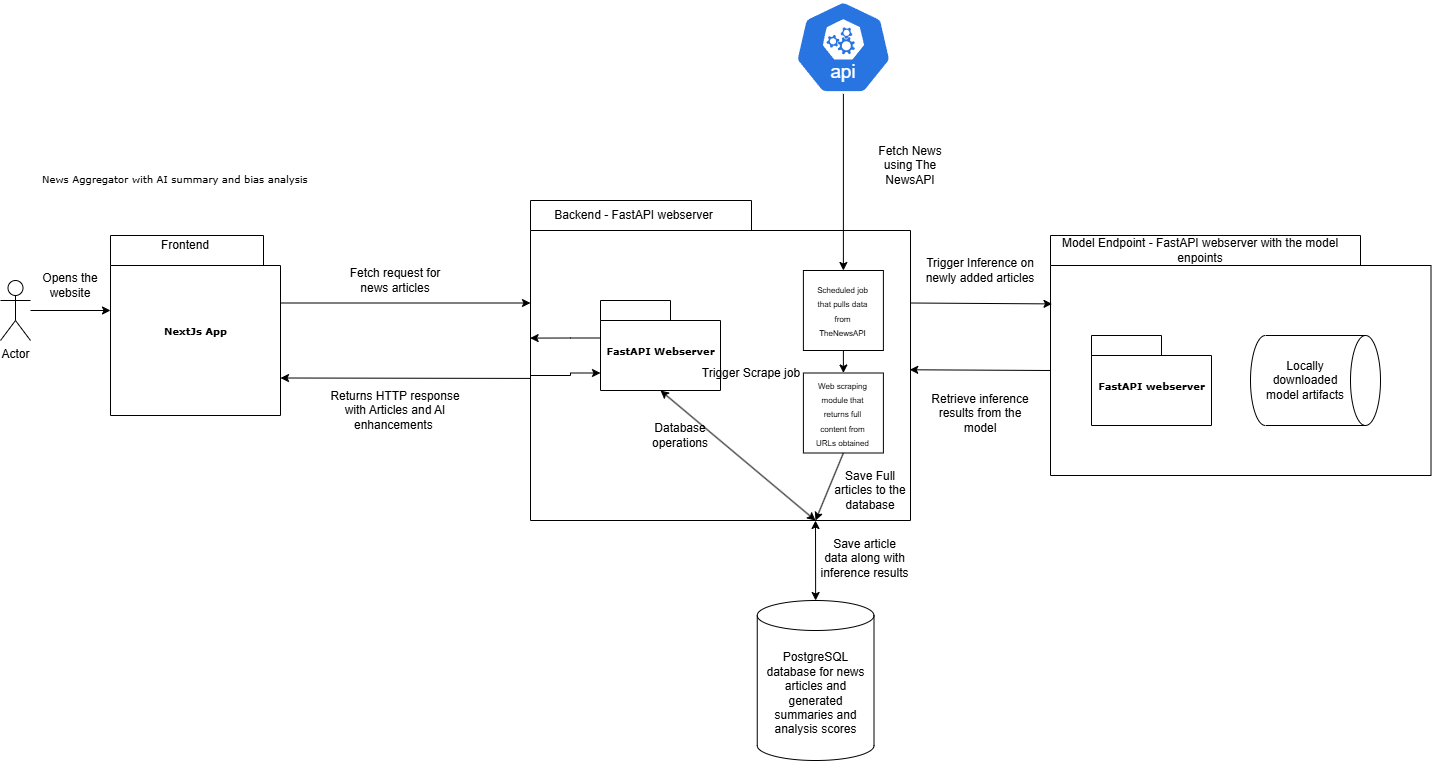 api
Fetch News
using The
NewsAPI
News Aggregator with AI summary and bias analysis
Backend - FastAPI webserver
Frontend
Model Endpoint - FastAPI webserver with the model
enpoints
Opens the
website
Actor
NextJs App
Fetch request for
news articles
Returns HTTP response
with Articles and AI
enhancements
FastAPI Webserver
Database
operations
Scheduled job
that pulls data
from
TheNewsAPI
Trigger Scrape job
Web scraping
module that
returns full
content from
URLs obtained
Save Full
articles to the
database
Trigger Inference on
newly added articles
Retrieve inference
results from the
model
FastAPI webserver
Locally
downloaded
model artifacts
Save article
data along with
inference results
PostgreSQL
database for news
articles and
generated
summaries and
analysis scores